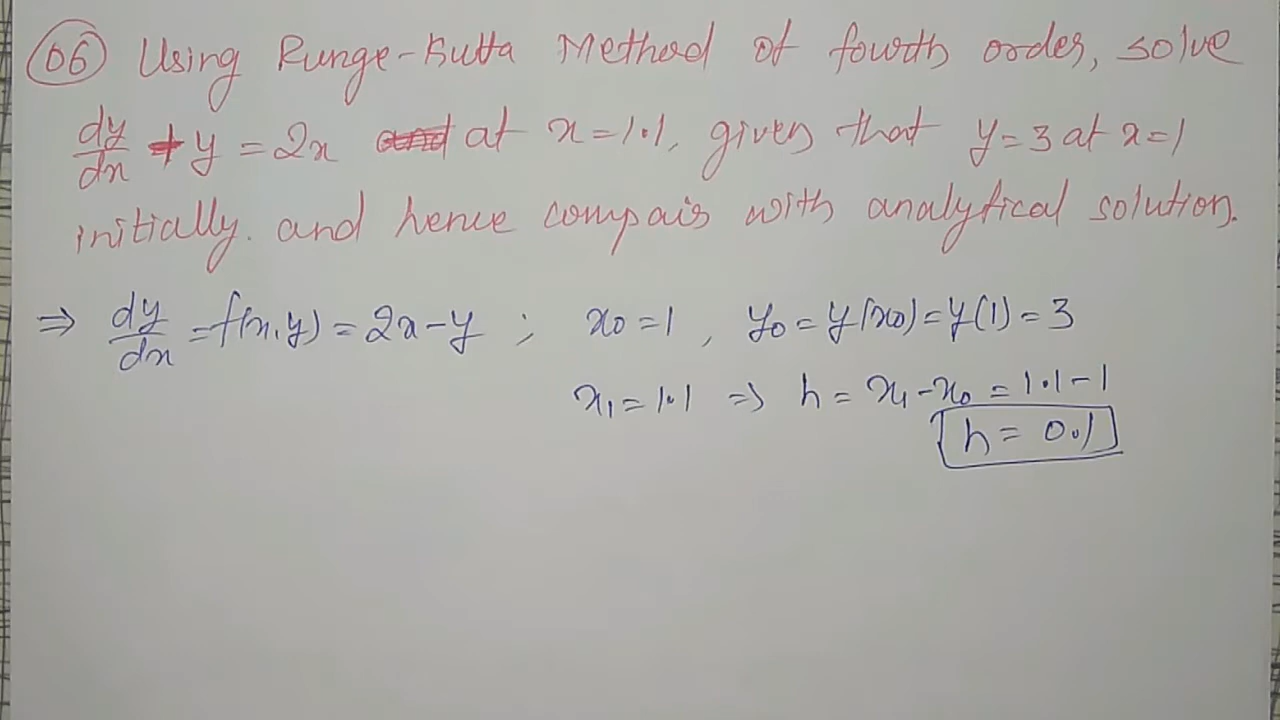 06 Using Runge-Kutta Method of fourth order, solve
dy/dx + y = 2x at x = 1.1, given that y = 3 at x = 1
initially. and hence compair with analytical solution.
⇒ dy/dx = f(x,y) = 2x - y ; x0 = 1 , y0 = y(x0) = y(1) = 3
x1 = 1.1 ⇒ h = x1 - x0 = 1.1 - 1
h = 0.1